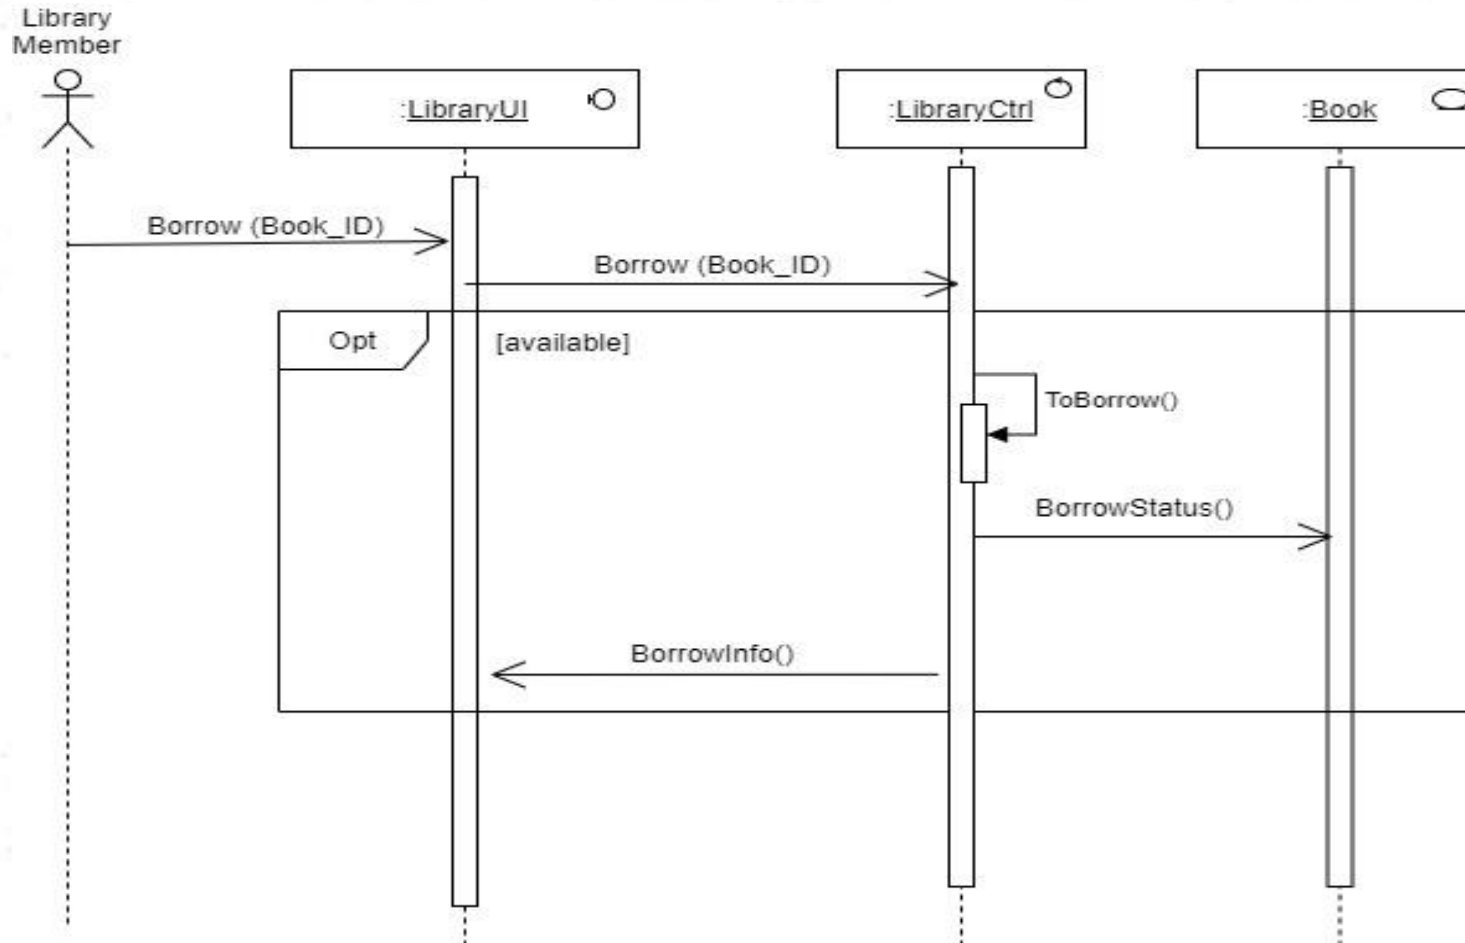 Library
Member
:LibraryUI
:LibraryCtrl
:Book
Borrow (Book_ID)
Borrow (Book_ID)
Opt
[available]
ToBorrow()
BorrowStatus()
BorrowInfo()